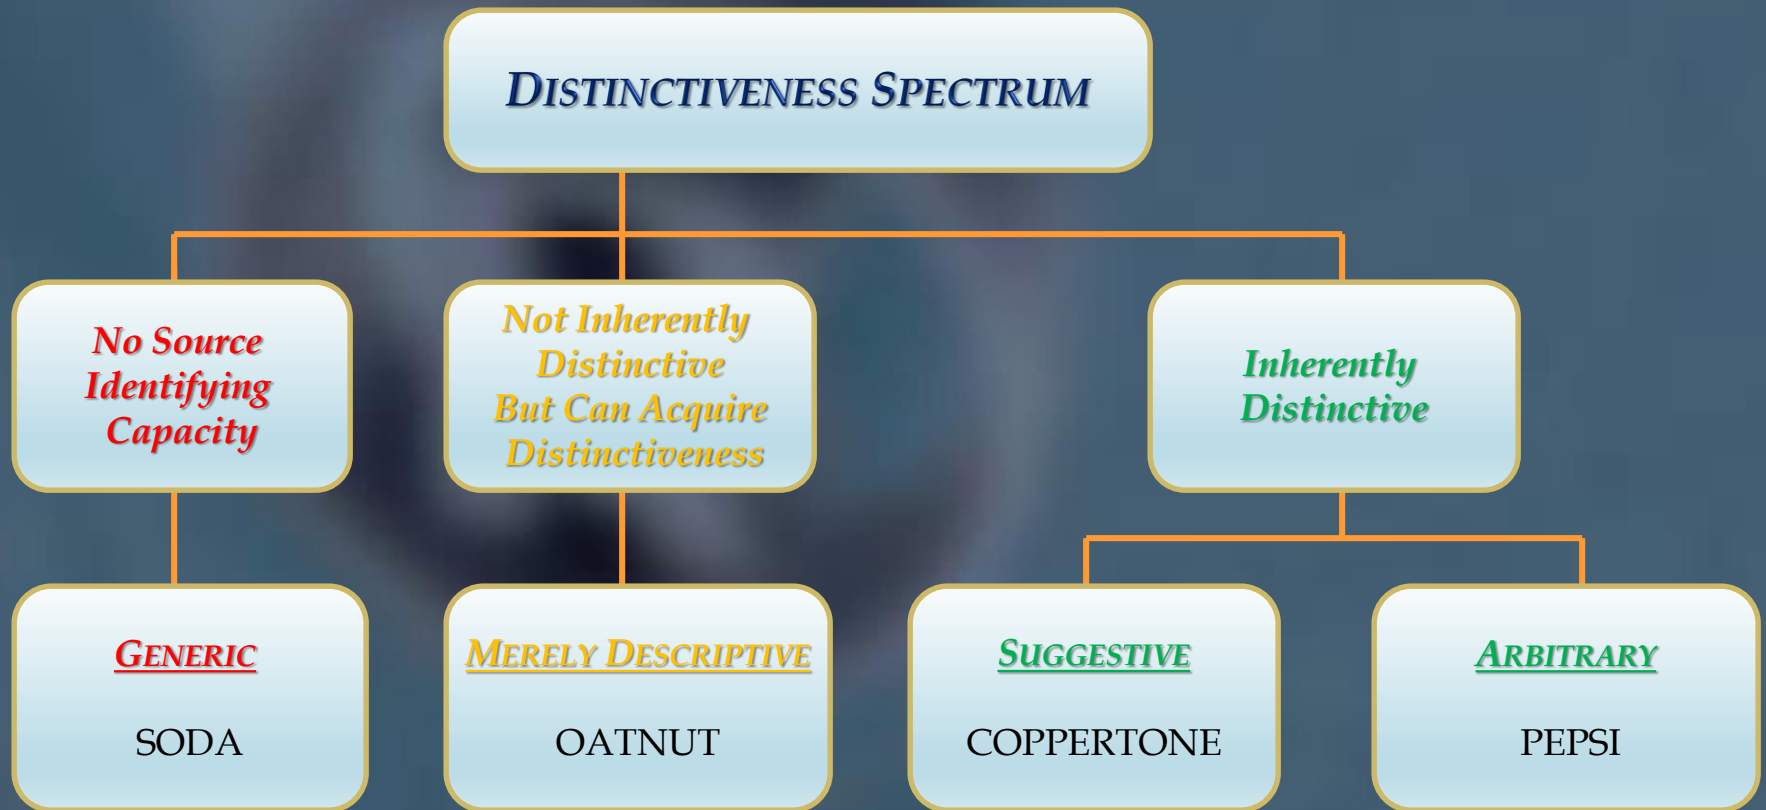 DISTINCTIVENESS SPECTRUM
No Source
Identifying
Capacity
Not Inherently
Distinctive
But Can Acquire
Distinctiveness
Inherently
Distinctive
GENERIC
SODA
MERELY DESCRIPTIVE
OATNUT
SUGGESTIVE
COPPERTONE
ARBITRARY
PEPSI